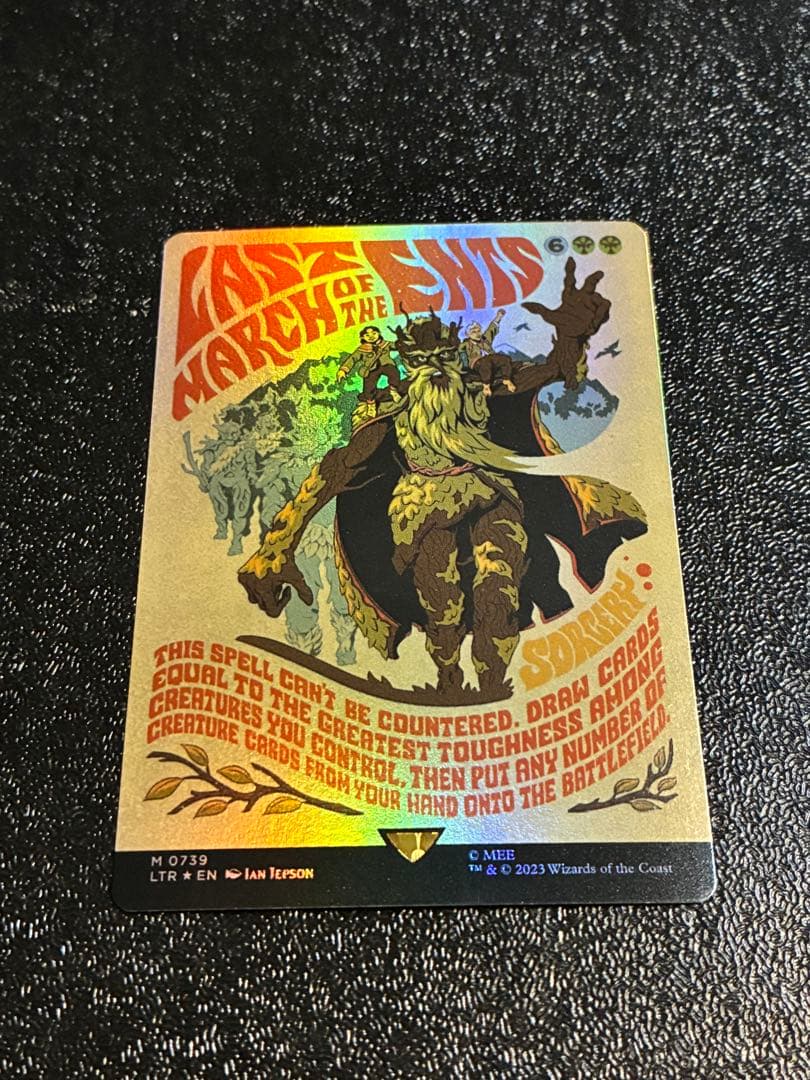 LAST
MARCH OF THE ENTS
6
SORCERY
THIS SPELL CAN'T BE COUNTERED. DRAW CARDS
EQUAL TO THE GREATEST TOUGHNESS AMONG
CREATURES YOU CONTROL, THEN PUT ANY NUMBER OF
CREATURE CARDS FROM YOUR HAND ONTO THE BATTLEFIELD.
M 0739
LTR ★ EN IAN JEPSON
© MEE
™ & © 2023 Wizards of the Coast